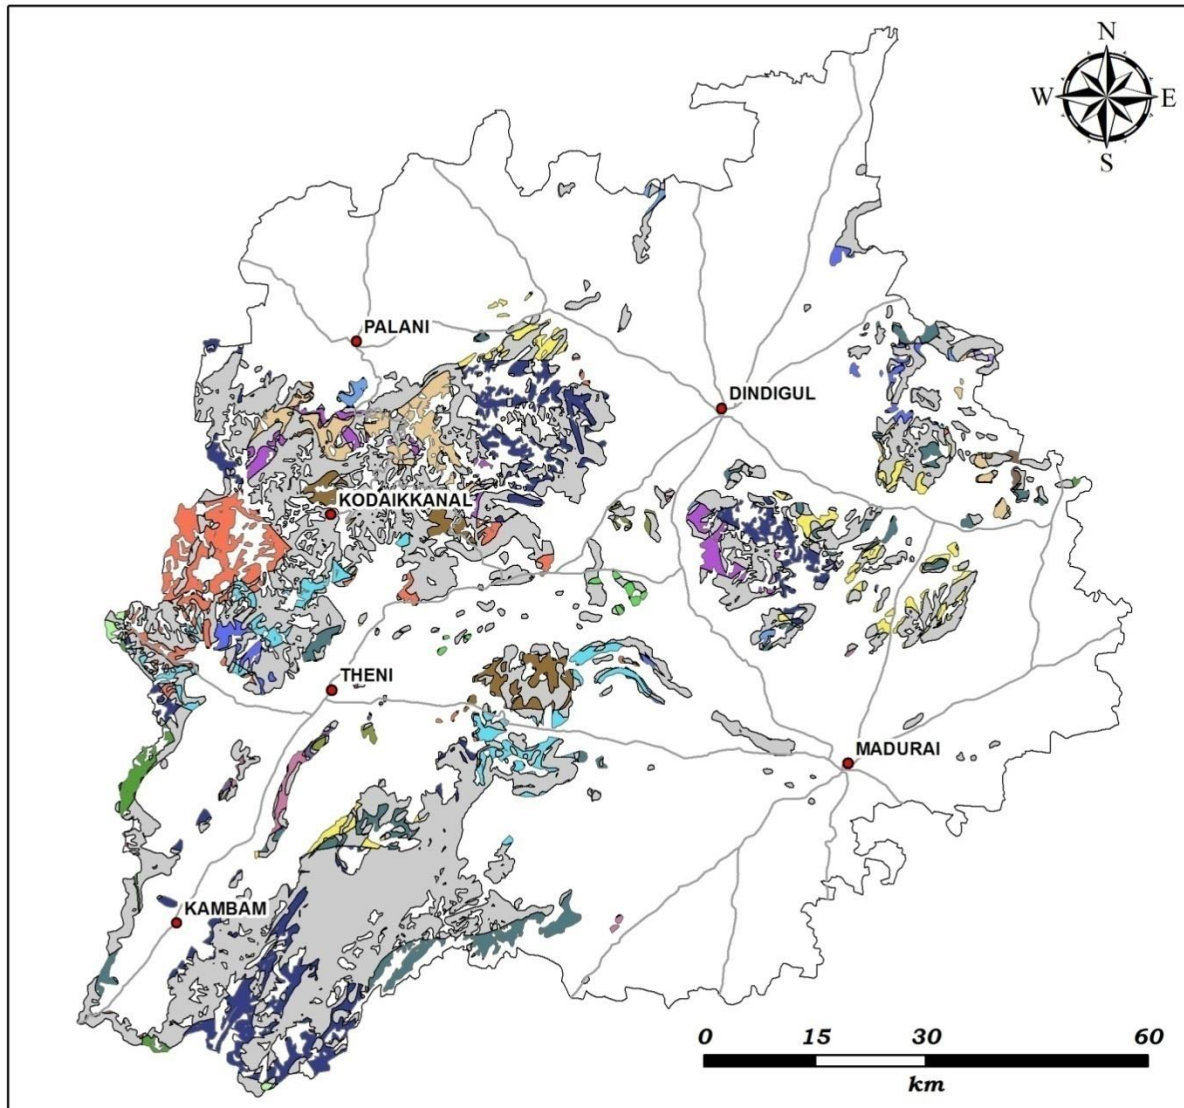 N
W E
S
PALANI
DINDIGUL
KODAIKKANAL
THENI
MADURAI
KAMBAM
0 15 30 60
km